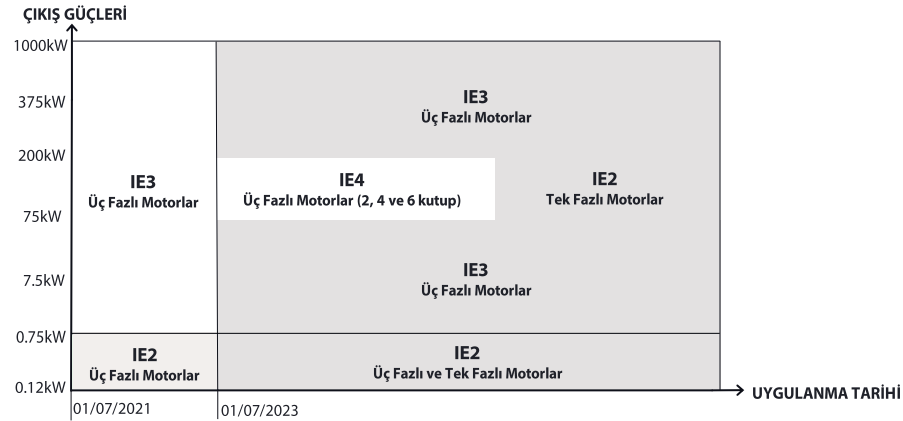 ÇIKIŞ GÜÇLERİ
1000kW
375kW
200kW
75kW
7.5kW
0.75kW
0.12kW
IE3
Üç Fazlı Motorlar
IE2
Üç Fazlı Motorlar
IE3
Üç Fazlı Motorlar
IE4
Üç Fazlı Motorlar (2, 4 ve 6 kutup)
IE2
Tek Fazlı Motorlar
IE3
Üç Fazlı Motorlar
IE2
Üç Fazlı ve Tek Fazlı Motorlar
01/07/2021
01/07/2023
UYGULANMA TARİHİ